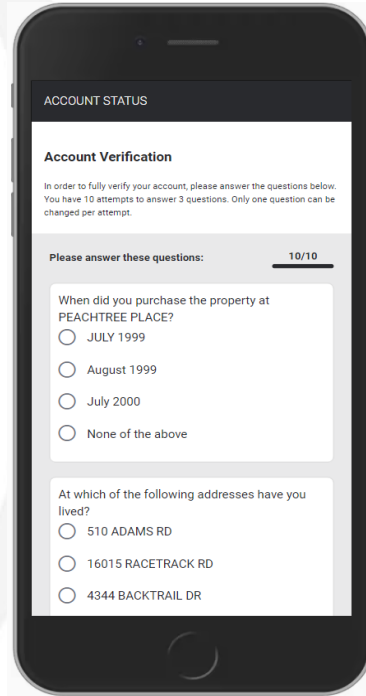 ACCOUNT STATUS
Account Verification
In order to fully verify your account, please answer the questions below.
You have 10 attempts to answer 3 questions. Only one question can be
changed per attempt.
Please answer these questions:
10/10
When did you purchase the property at
PEACHTREE PLACE?
JULY 1999
August 1999
July 2000
None of the above
At which of the following addresses have you
lived?
510 ADAMS RD
16015 RACETRACK RD
4344 BACKTRAIL DR